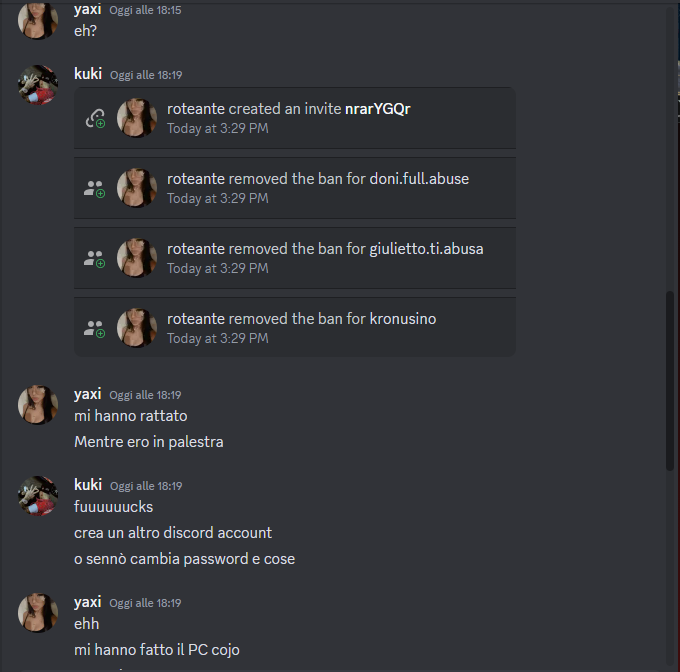 yaxi Oggi alle 18:15
eh?
kuki Oggi alle 18:19
roteante created an invite nrarYGQr
Today at 3:29 PM
roteante removed the ban for doni.full.abuse
Today at 3:29 PM
roteante removed the ban for giulietto.ti.abusa
Today at 3:29 PM
roteante removed the ban for kronusino
Today at 3:29 PM
yaxi Oggi alle 18:19
mi hanno rattato
Mentre ero in palestra
kuki Oggi alle 18:19
fuuuuuucks
crea un altro discord account
o sennò cambia password e cose
yaxi Oggi alle 18:19
ehh
mi hanno fatto il PC cojo